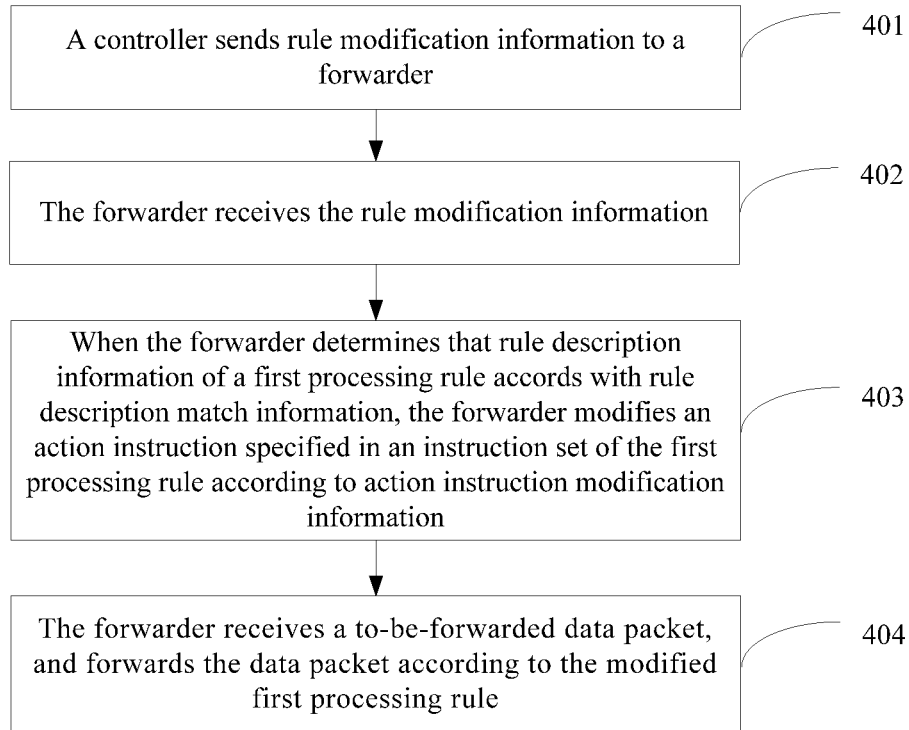 A controller sends rule modification information to a
forwarder
401
The forwarder receives the rule modification information
402
When the forwarder determines that rule description
information of a first processing rule accords with rule
description match information, the forwarder modifies an
action instruction specified in an instruction set of the first
processing rule according to action instruction modification
information
403
The forwarder receives a to-be-forwarded data packet,
and forwards the data packet according to the modified
first processing rule
404